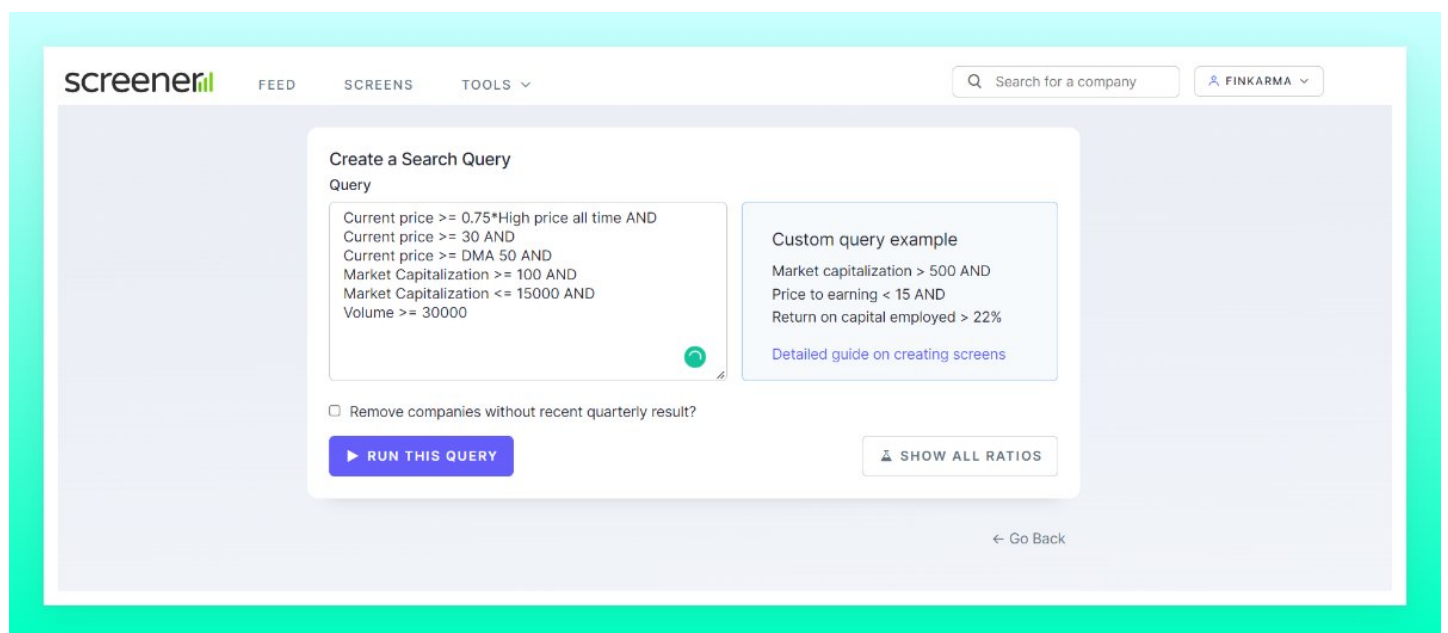 screener
FEED
SCREENS
TOOLS
Search for a company
FINKARMA
Create a Search Query
Query
Current price >= 0.75*High price all time AND
Current price >= 30 AND
Current price >= DMA 50 AND
Market Capitalization >= 100 AND
Market Capitalization <= 15000 AND
Volume >= 30000
Custom query example
Market capitalization > 500 AND
Price to earning < 15 AND
Return on capital employed > 22%
Detailed guide on creating screens
Remove companies without recent quarterly result?
RUN THIS QUERY
SHOW ALL RATIOS
← Go Back